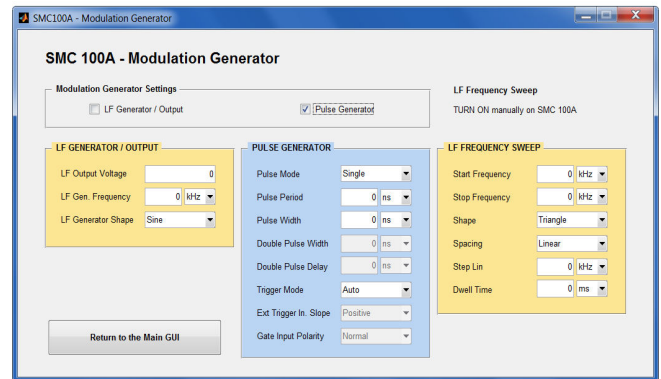 SMC100A - Modulation Generator
SMC 100A - Modulation Generator
Modulation Generator Settings
LF Generator / Output
Pulse Generator
LF Frequency Sweep
TURN ON manually on SMC 100A
LF GENERATOR / OUTPUT
LF Output Voltage 0
LF Gen. Frequency 0 kHz
LF Generator Shape Sine
PULSE GENERATOR
Pulse Mode Single
Pulse Period 0 ns
Pulse Width 0 ns
Double Pulse Width 0 ns
Double Pulse Delay 0 ns
Trigger Mode Auto
Ext Trigger In. Slope Positive
Gate Input Polarity Normal
LF FREQUENCY SWEEP
Start Frequency 0 kHz
Stop Frequency 0 kHz
Shape Triangle
Spacing Linear
Step Lin 0 kHz
Dwell Time 0 ms
Return to the Main GUI